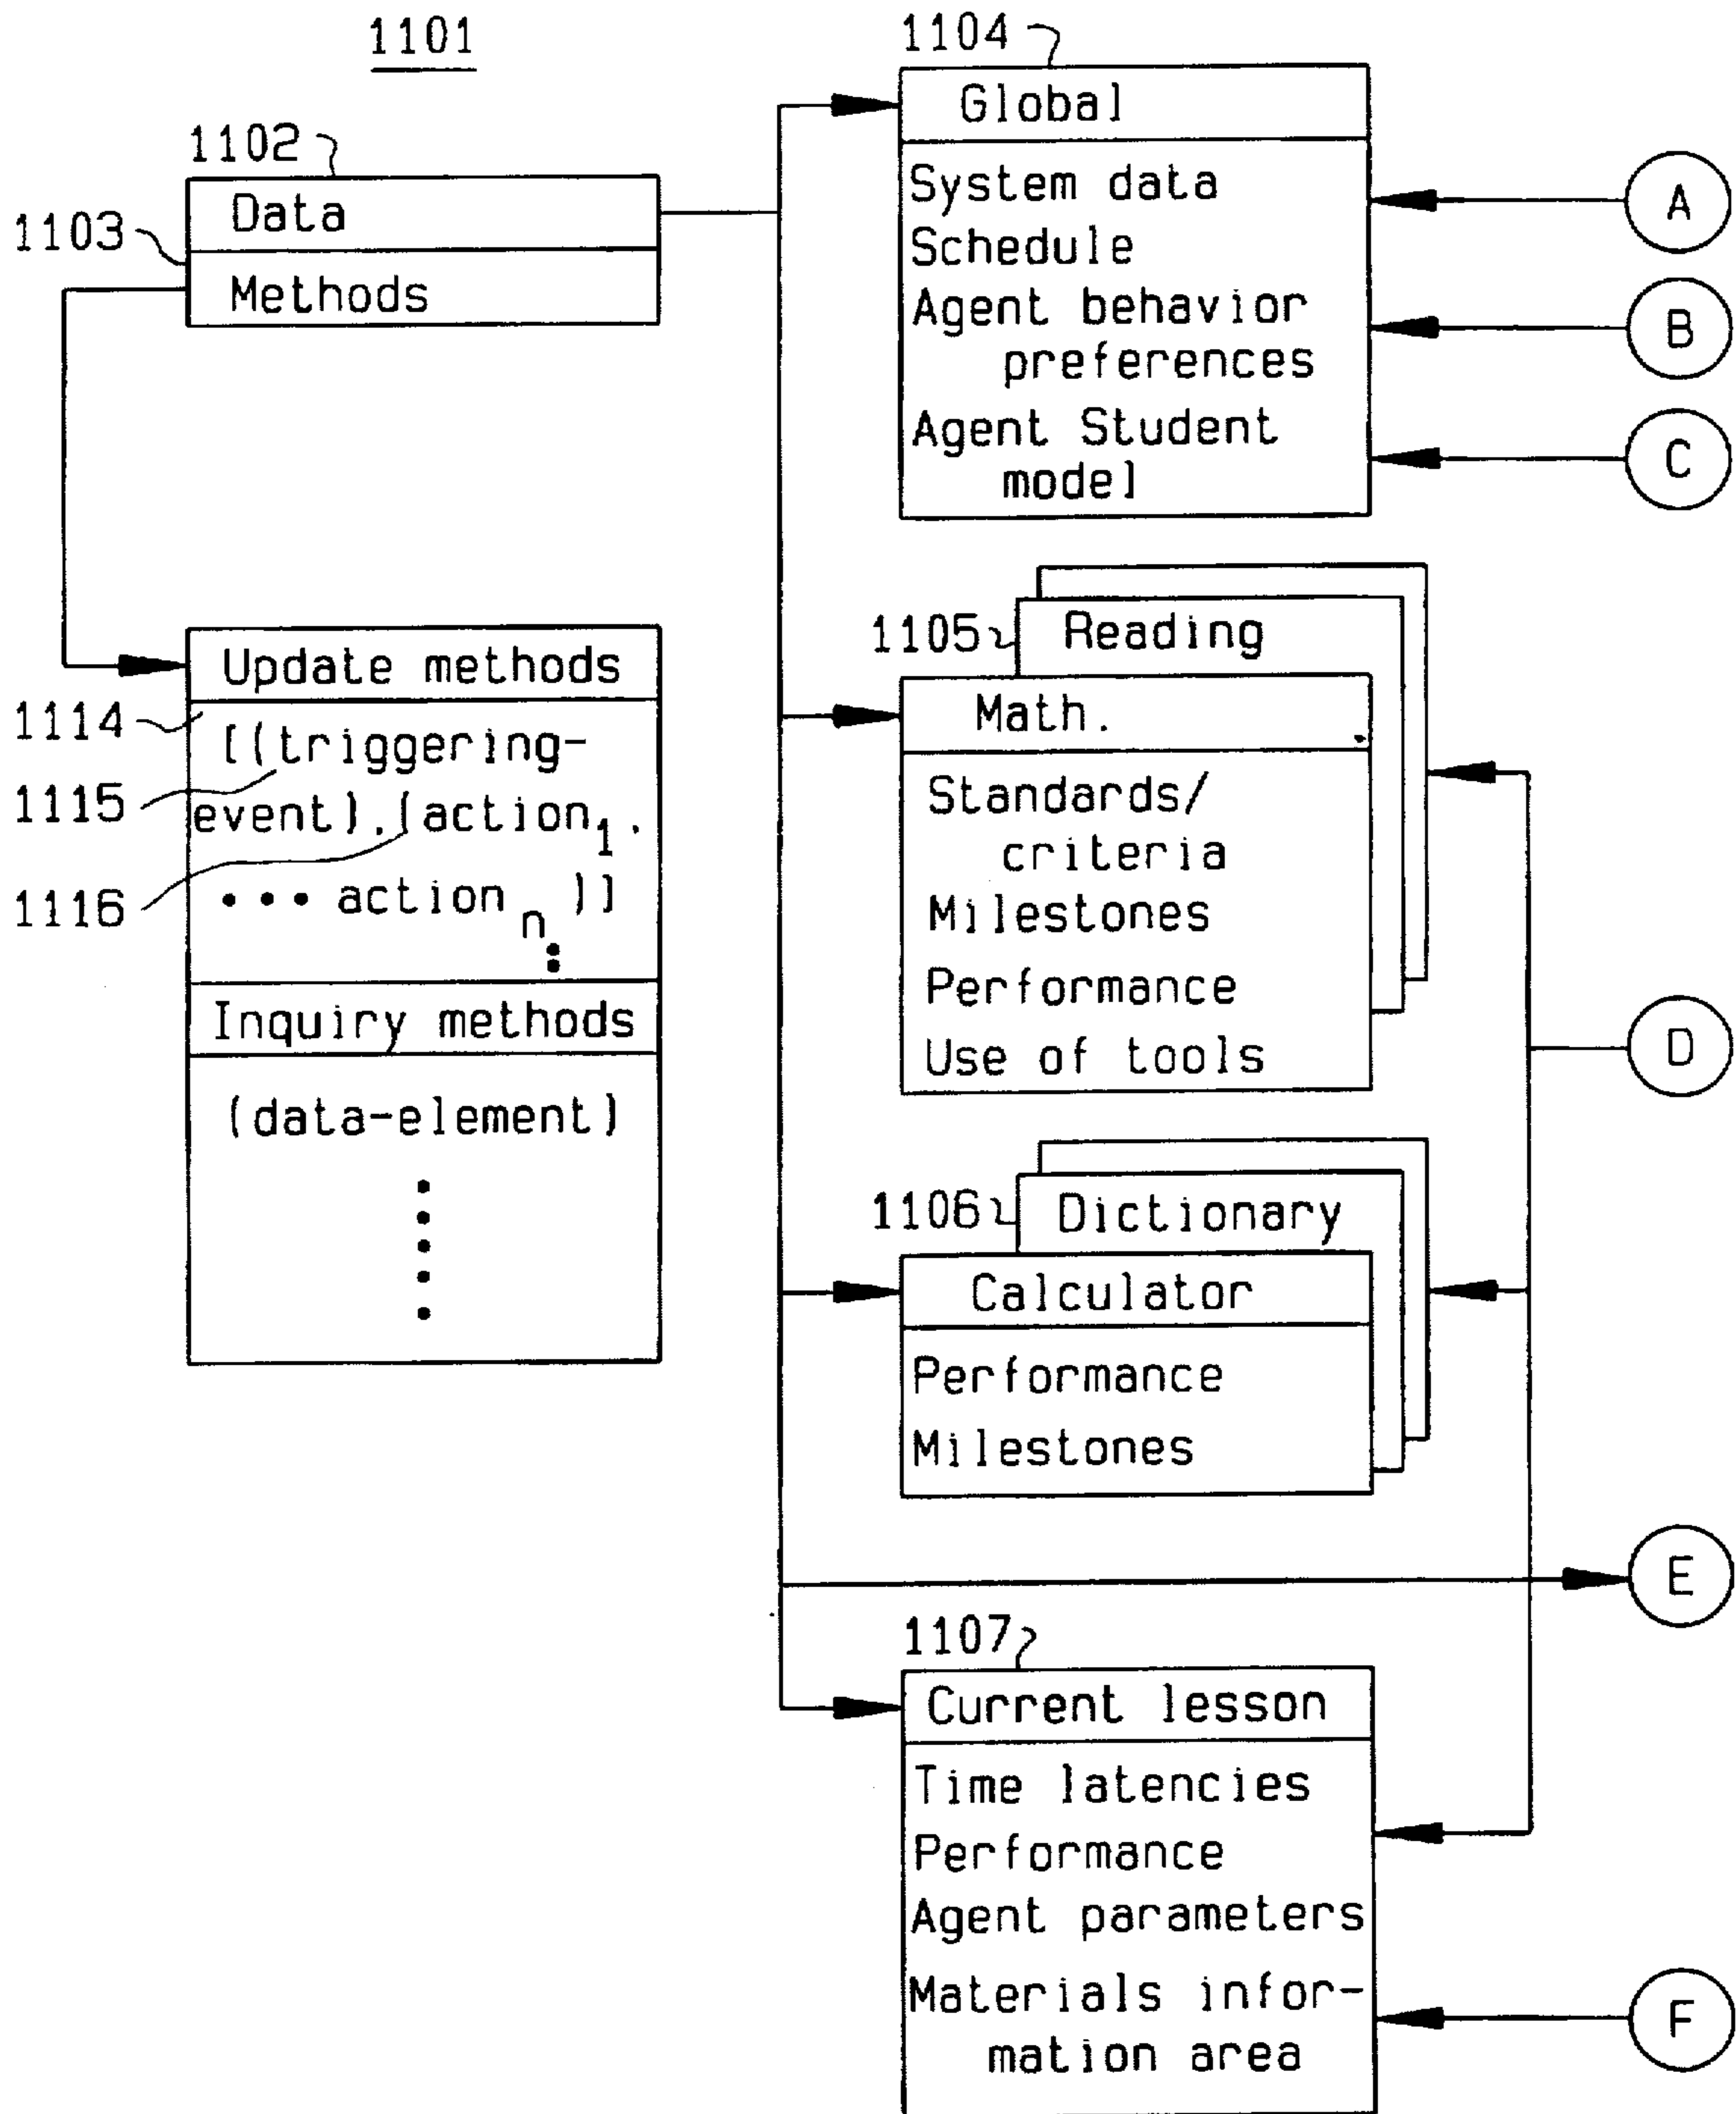 1101
1102
Data
1103
Methods
Update methods
1114
[(triggering-
1115
event).(action1.
1116
••• action n )]
Inquiry methods
(data-element)
1104
Global
System data
Schedule
Agent behavior
preferences
Agent Student
model
A
B
C
1105
Reading
Math.
Standards/
criteria
Milestones
Performance
Use of tools
D
1106
Dictionary
Calculator
Performance
Milestones
E
1107
Current lesson
Time latencies
Performance
Agent parameters
Materials infor-
mation area
F